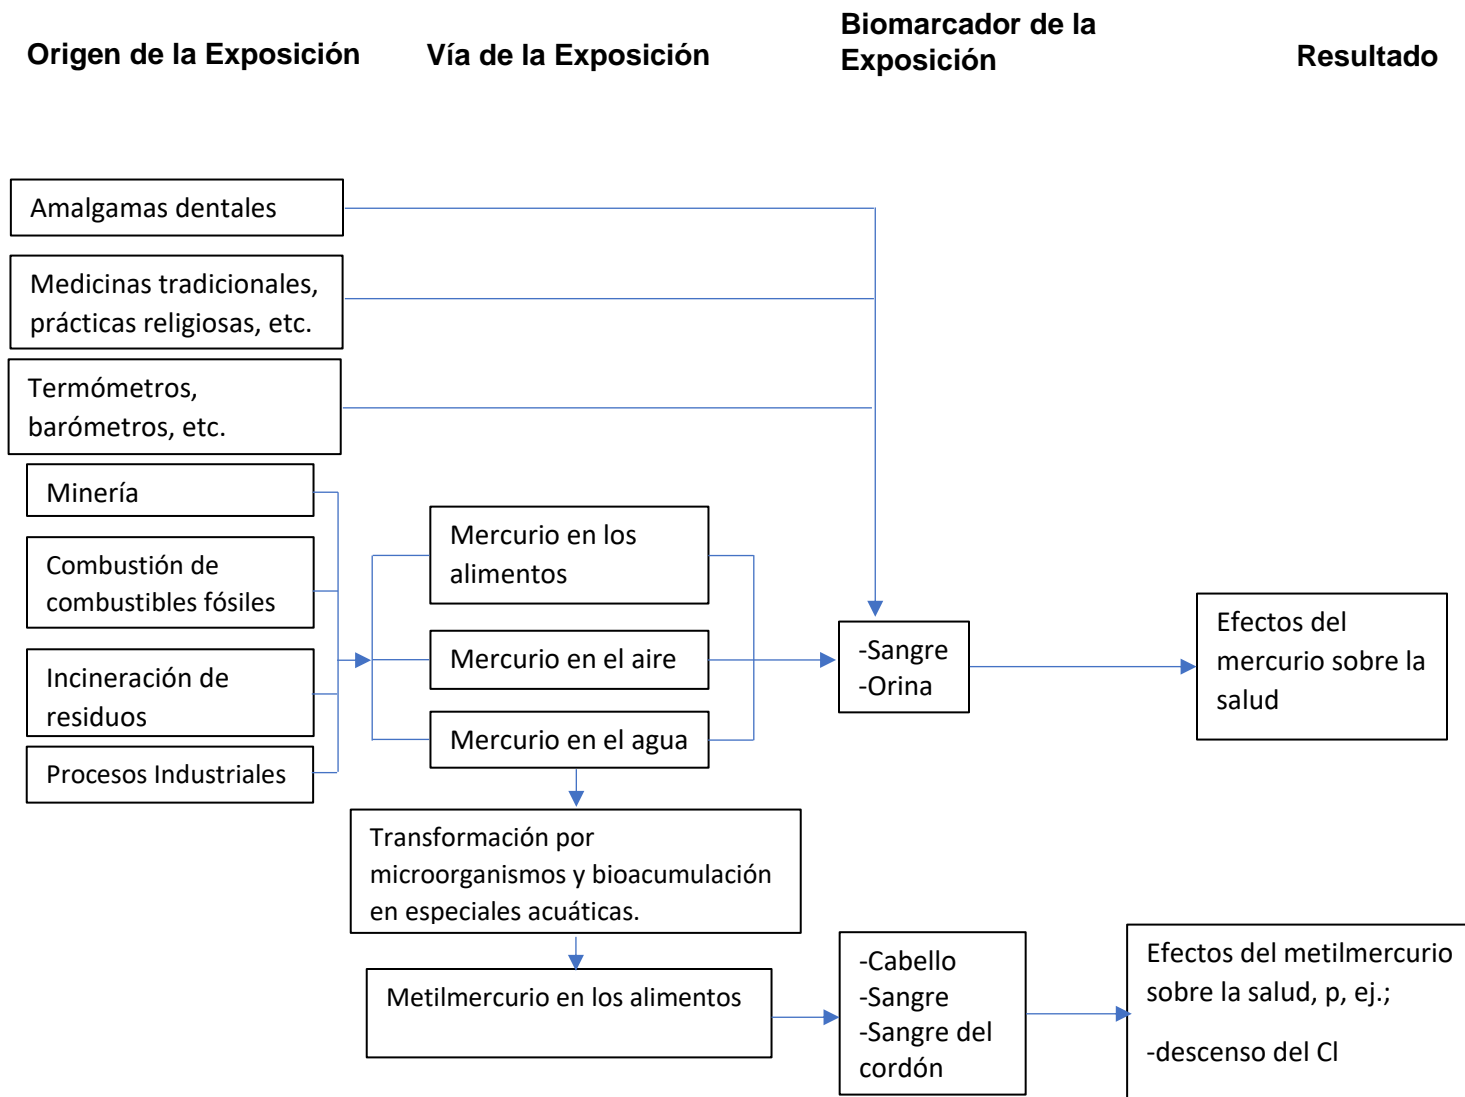 Origen de la Exposición
Vía de la Exposición
Biomarcador de la
Exposición
Resultado
Amalgamas dentales
Medicinas tradicionales,
prácticas religiosas, etc.
Termómetros,
barómetros, etc.
Minería
Combustión de
combustibles fósiles
Incineración de
residuos
Procesos Industriales
Mercurio en los
alimentos
Mercurio en el aire
Mercurio en el agua
Transformación por
microorganismos y bioacumulación
en especiales acuáticas.
Metilmercurio en los alimentos
-Sangre
-Orina
-Cabello
-Sangre
-Sangre del
cordón
Efectos del
mercurio sobre la
salud
Efectos del metilmercurio
sobre la salud, p, ej.;
-descenso del Cl